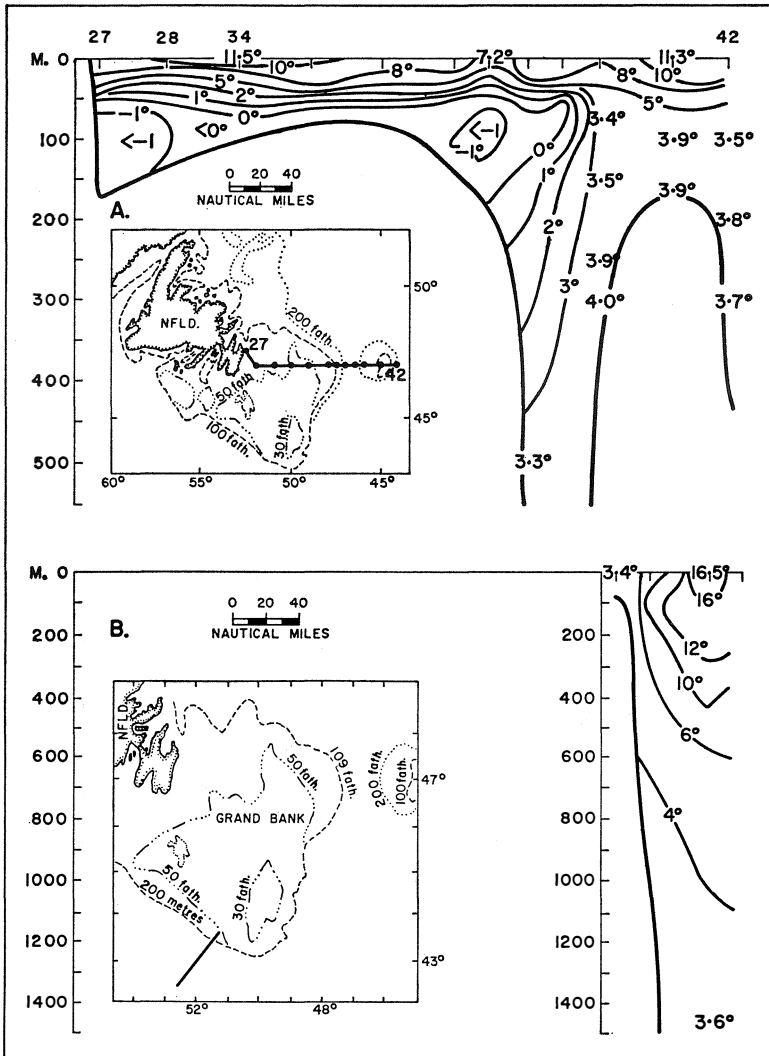 27 28 34 42
M. 0 11.5° 7.2° 11.3°
10° 8° 8° 10°
5° 5°
2°
1° 3.4°
0°
-1° <0° <-1
100 <-1 -1° 0° 3.9° 3.5°
1° 3.5°
0 20 40
NAUTICAL MILES
3.9°
200 2° 3.8°
A.
3.9°
3°
300 4.0° 3.7°
50°
NFLD. 200 fath.
27
400 42
50 fath.
45°
100 fath. 30 fath.
500 3.3°
60° 55° 50° 45°
M. 0 0 3.4° 16.5°
0 20 40
NAUTICAL MILES
16°
B.
200 200
12°
400 400 10°
NFLD.
6°
600 600
50 fath. 109 fath. 200 fath. 100 fath. 47°
800 GRAND BANK 800 4°
1000 50 fath. 1000
200 metres 30 fath.
1200 1200
43°
1400 1400
52° 48°
3.6°